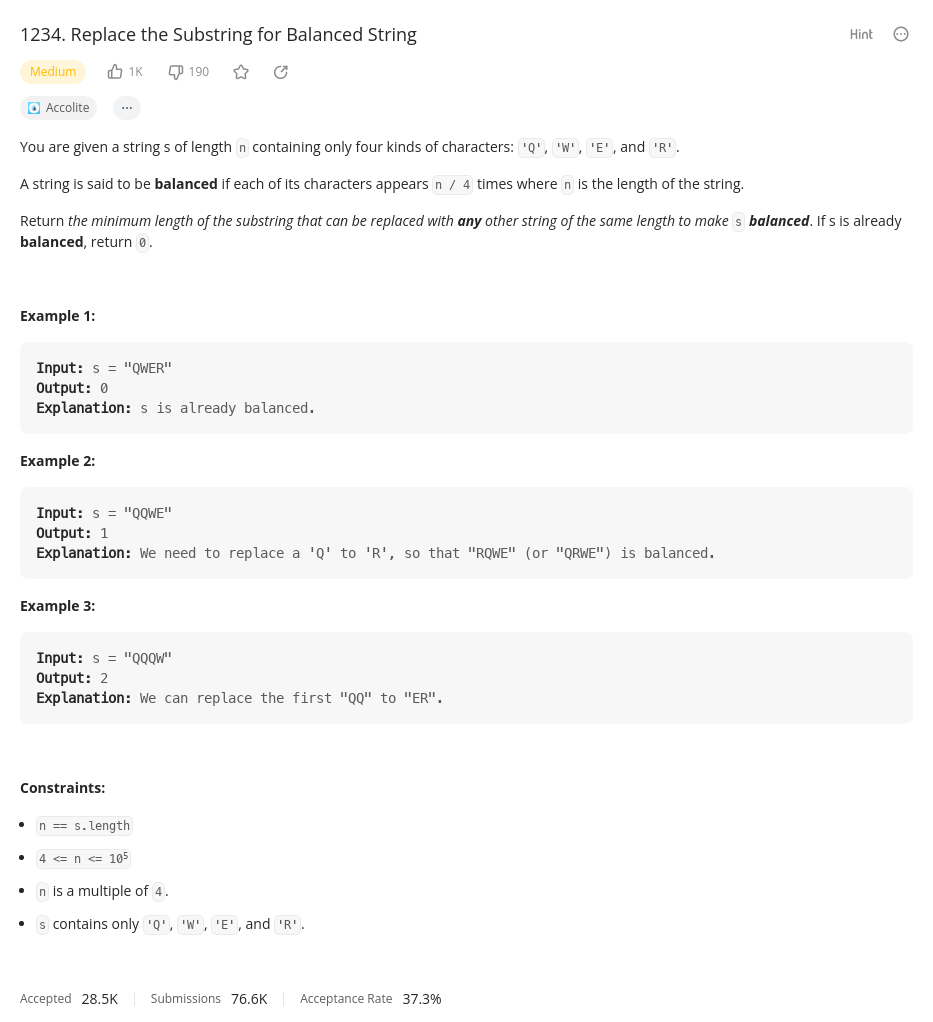 1234. Replace the Substring for Balanced String
Hint
Medium 1K 190
Accolite ...
You are given a string s of length n containing only four kinds of characters: 'Q', 'W', 'E', and 'R'.
A string is said to be balanced if each of its characters appears n / 4 times where n is the length of the string.
Return the minimum length of the substring that can be replaced with any other string of the same length to make s balanced. If s is already
balanced, return 0.
Example 1:
Input: s = "QWER"
Output: 0
Explanation: s is already balanced.
Example 2:
Input: s = "QQWE"
Output: 1
Explanation: We need to replace a 'Q' to 'R', so that "RQWE" (or "QRWE") is balanced.
Example 3:
Input: s = "QQQW"
Output: 2
Explanation: We can replace the first "QQ" to "ER".
Constraints:
• n == s.length
• 4 <= n <= 10⁵
• n is a multiple of 4.
• s contains only 'Q', 'W', 'E', and 'R'.
Accepted 28.5K Submissions 76.6K Acceptance Rate 37.3%